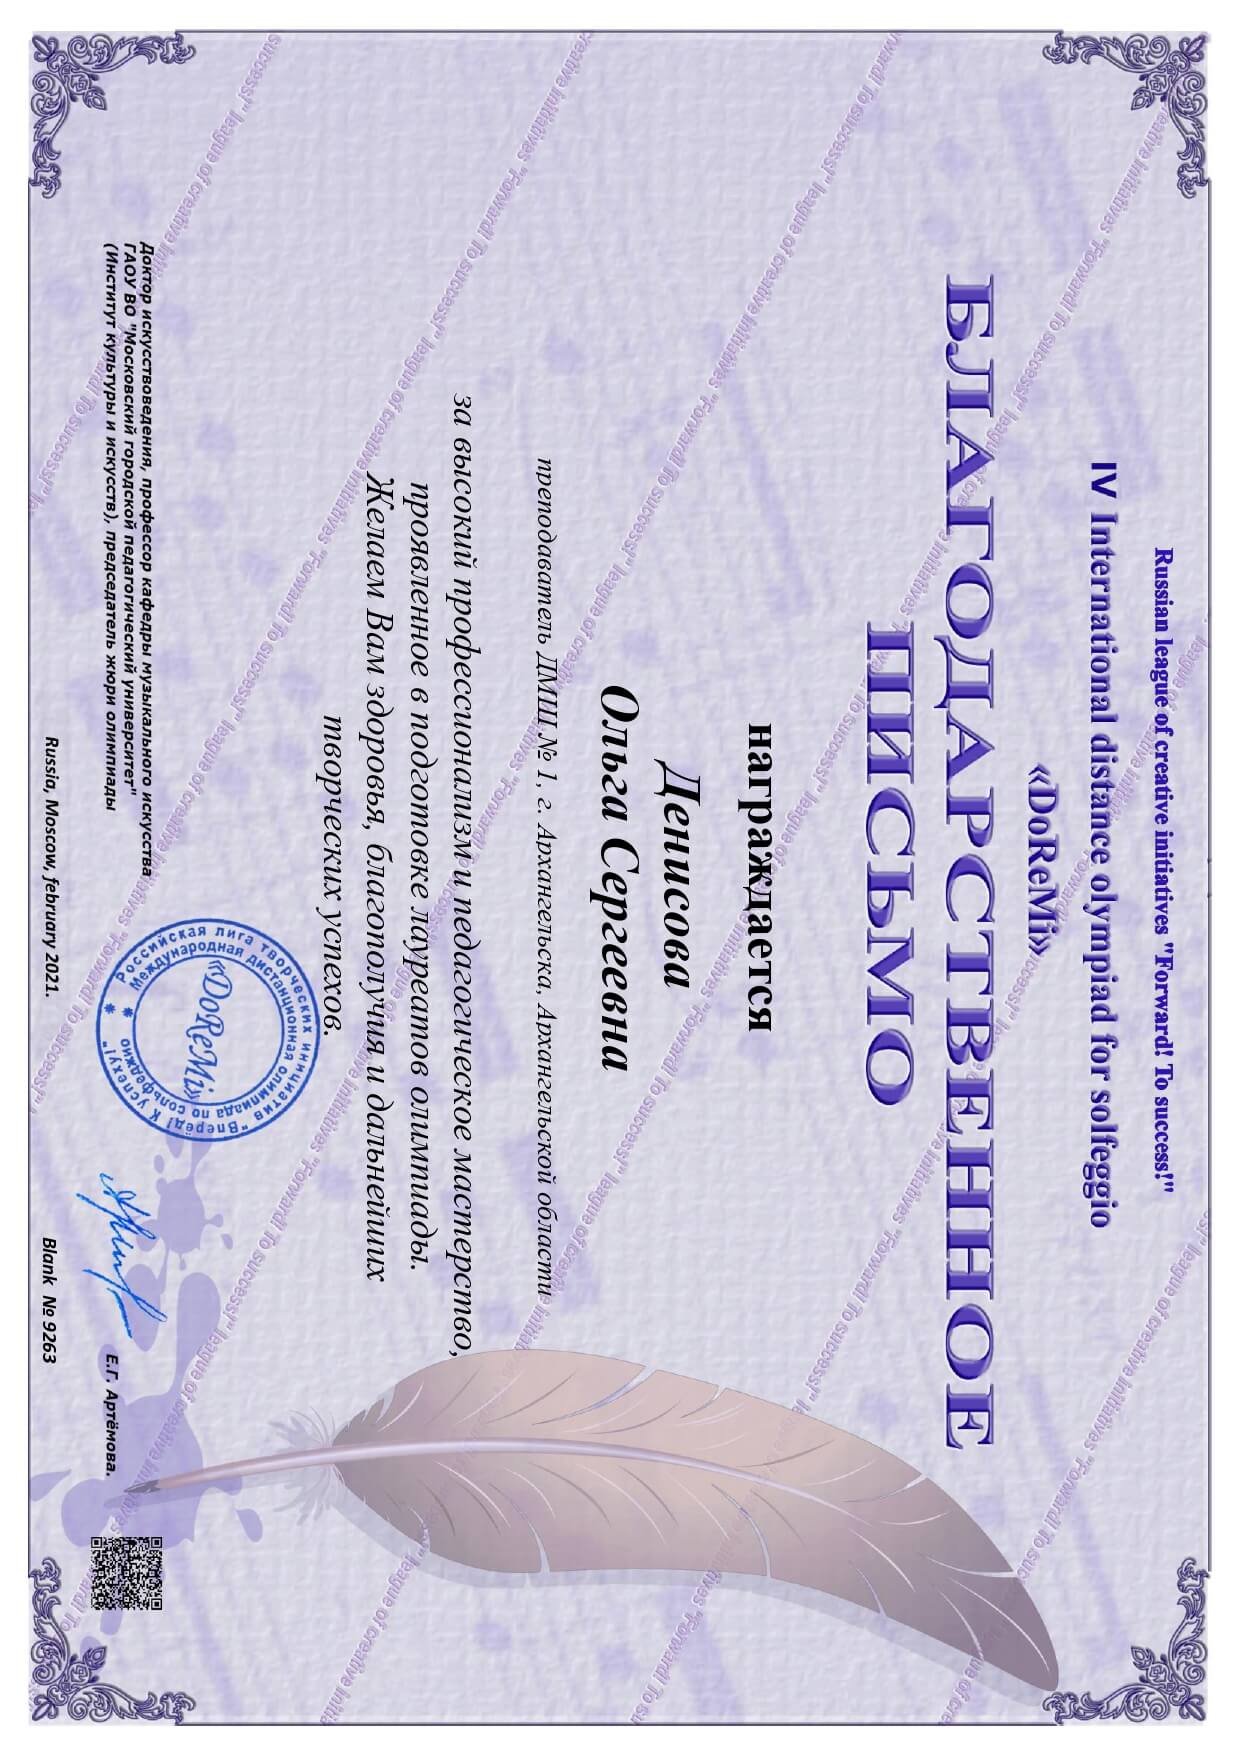 Russian league of creative initiatives "Forward! To success!"
IV International distance olympiad for solfeggio
«DoReMi»
БЛАГОДАРСТВЕННОЕ
ПИСЬМО
награждается
Денисова
Ольга Сергеевна
преподаватель ДМШ № 1, г. Архангельска, Архангельской области
за высокий профессионализм и педагогическое мастерство,
проявленное в подготовке лауреатов олимпиады.
Желаем Вам здоровья, благополучия и дальнейших
творческих успехов.
Доктор искусствоведения, профессор кафедры музыкального искусства
ГАОУ ВО "Московский городской педагогический университет"
(Институт культуры и искусств), председатель жюри олимпиады
Российская лига творческих инициатив "Вперёд! К успеху!"
Международная дистанционная олимпиада по сольфеджио
«DoReMi»
Е.Г. Артёмова.
Russia, Moscow, february 2021.
Blank № 9263